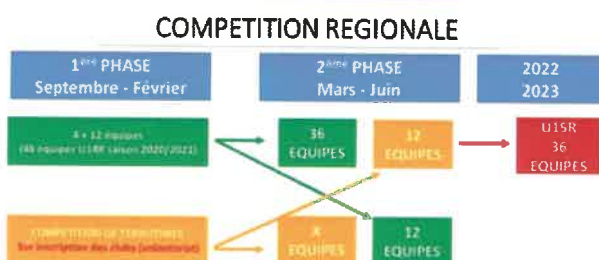 COMPETITION REGIONALE
1ère PHASE
Septembre - Février
2ème PHASE
Mars - Juin
2022
2023
4 * 12 équipes
(48 équipes U14R saison 2020/2021)
36
EQUIPES
12
EQUIPES
U15R
36
EQUIPES
COMPETITION DE TERRITOIRES
Sur inscription des clubs (volontariat)
X
EQUIPES
12
EQUIPES